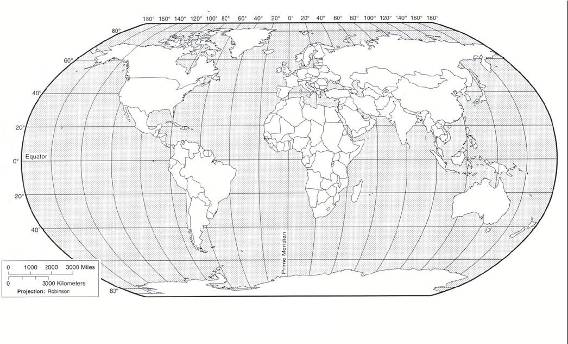 180° 160° 140° 120° 100° 80° 60° 40° 20° 0° 20° 40° 60° 80° 100° 120° 140° 160° 180°
80°
60°
40°
20°
Equator
0°
20°
40
Prime Meridian
0 1000 2000 3000 Miles
0 3000 Kilometers
Projection: Robinson